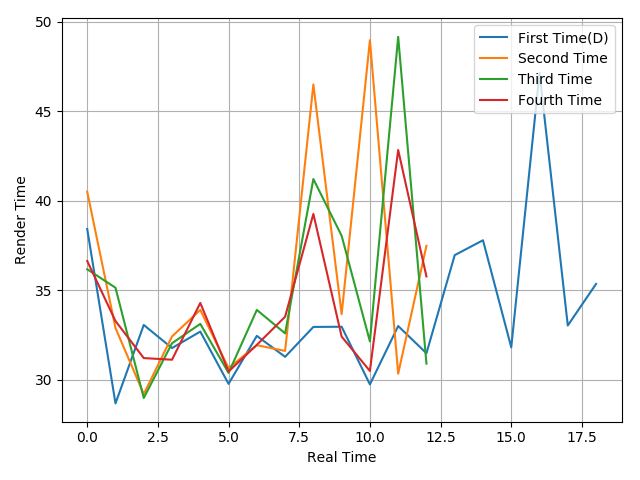 50
45
40
35
30
Render Time
First Time(D)
Second Time
Third Time
Fourth Time
0.0 2.5 5.0 7.5 10.0 12.5 15.0 17.5
Real Time